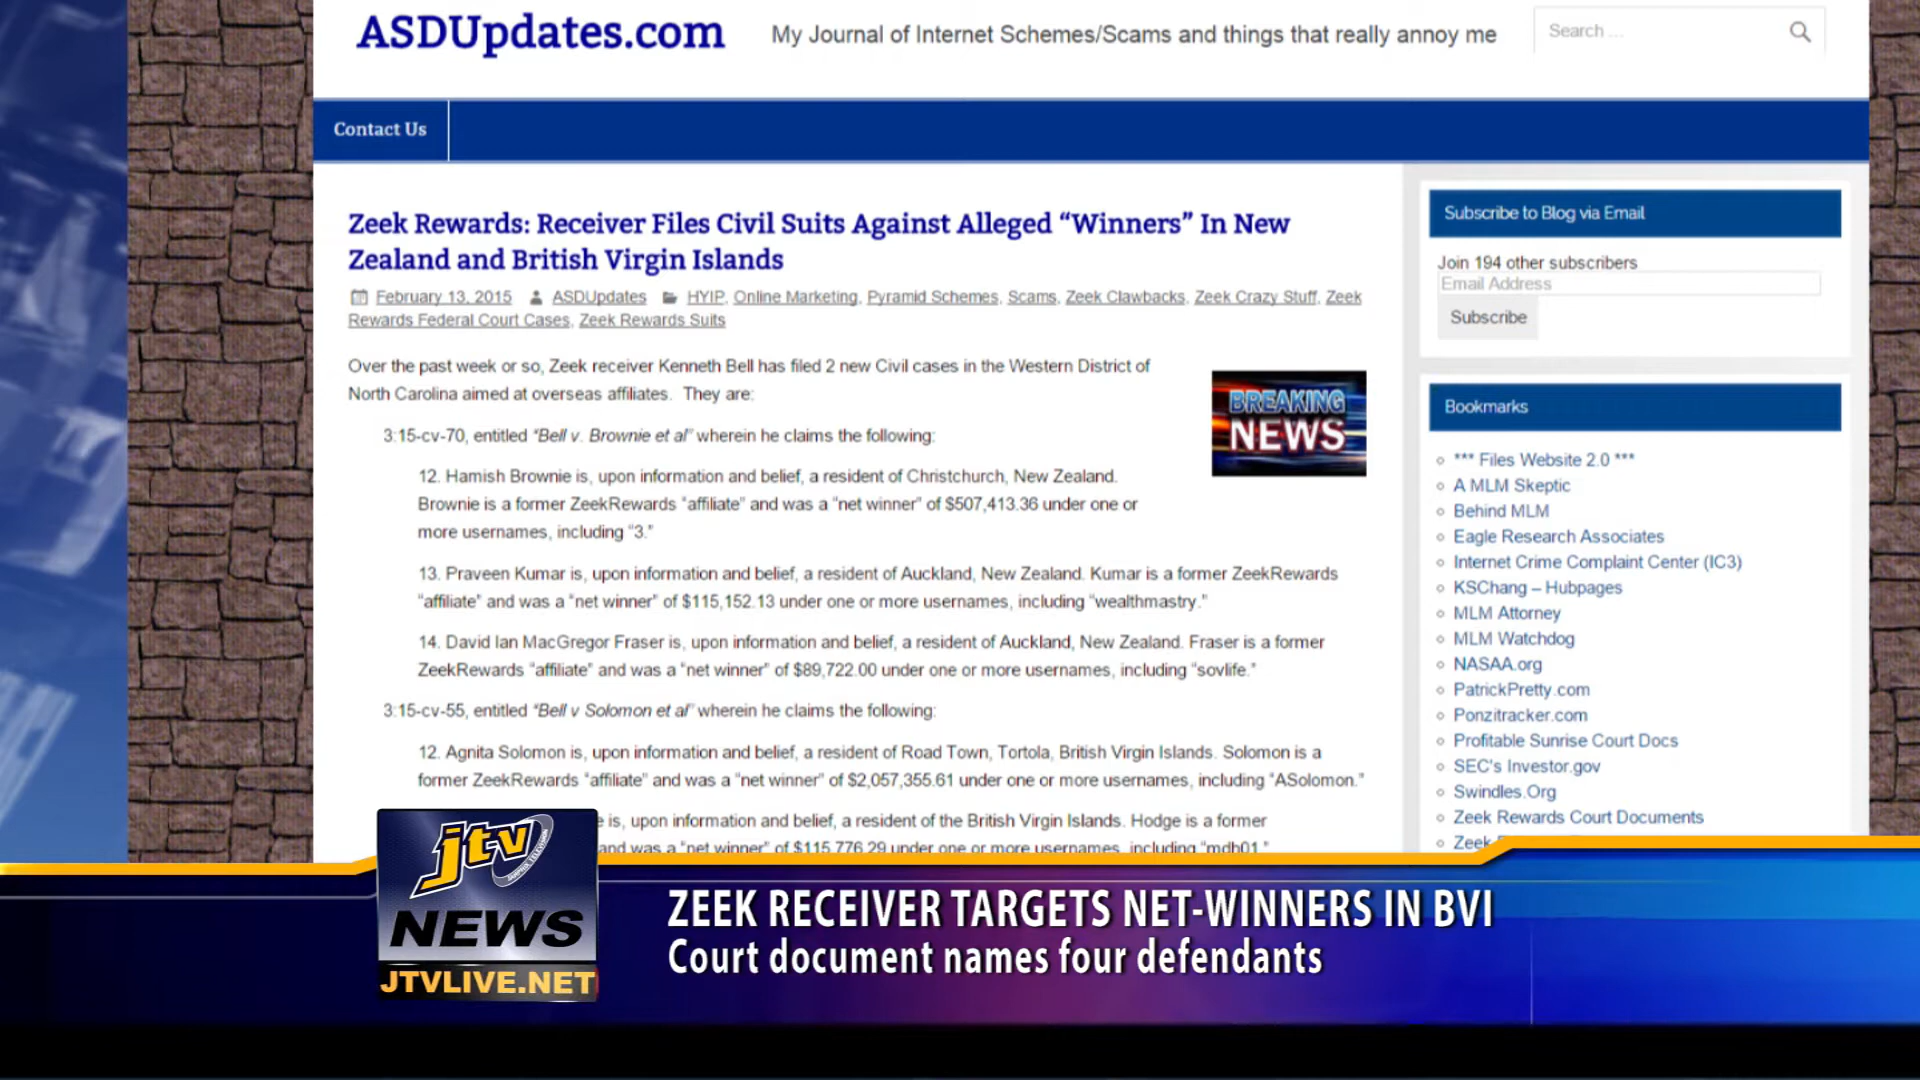 ASDUpdates.com
My Journal of Internet Schemes/Scams and things that really annoy me
Search ...
Contact Us
Zeek Rewards: Receiver Files Civil Suits Against Alleged “Winners” In New
Zealand and British Virgin Islands
February 13, 2015 ASDUpdates HYIP, Online Marketing, Pyramid Schemes, Scams, Zeek Clawbacks, Zeek Crazy Stuff, Zeek
Rewards Federal Court Cases, Zeek Rewards Suits
Over the past week or so, Zeek receiver Kenneth Bell has filed 2 new Civil cases in the Western District of
North Carolina aimed at overseas affiliates. They are:
BREAKING
NEWS
3:15-cv-70, entitled “Bell v. Brownie et al” wherein he claims the following:
12. Hamish Brownie is, upon information and belief, a resident of Christchurch, New Zealand.
Brownie is a former ZeekRewards “affiliate” and was a “net winner” of $507,413.36 under one or
more usernames, including “3.”
13. Praveen Kumar is, upon information and belief, a resident of Auckland, New Zealand. Kumar is a former ZeekRewards
“affiliate” and was a “net winner” of $115,152.13 under one or more usernames, including “wealthmastry.”
14. David Ian MacGregor Fraser is, upon information and belief, a resident of Auckland, New Zealand. Fraser is a former
ZeekRewards “affiliate” and was a “net winner” of $89,722.00 under one or more usernames, including “sovlife.”
3:15-cv-55, entitled “Bell v Solomon et al” wherein he claims the following:
12. Agnita Solomon is, upon information and belief, a resident of Road Town, Tortola, British Virgin Islands. Solomon is a
former ZeekRewards “affiliate” and was a “net winner” of $2,057,355.61 under one or more usernames, including “ASolomon.”
is, upon information and belief, a resident of the British Virgin Islands. Hodge is a former
and was a “net winner” of $115,776.29 under one or more usernames, including “mdh01.”
Subscribe to Blog via Email
Join 194 other subscribers
Email Address
Subscribe
Bookmarks
*** Files Website 2.0 ***
A MLM Skeptic
Behind MLM
Eagle Research Associates
Internet Crime Complaint Center (IC3)
KSChang – Hubpages
MLM Attorney
MLM Watchdog
NASAA.org
PatrickPretty.com
Ponzitracker.com
Profitable Sunrise Court Docs
SEC's Investor.gov
Swindles.Org
Zeek Rewards Court Documents
Zeek
jtv
NEWS
JTVLIVE.NET
ZEEK RECEIVER TARGETS NET-WINNERS IN BVI
Court document names four defendants